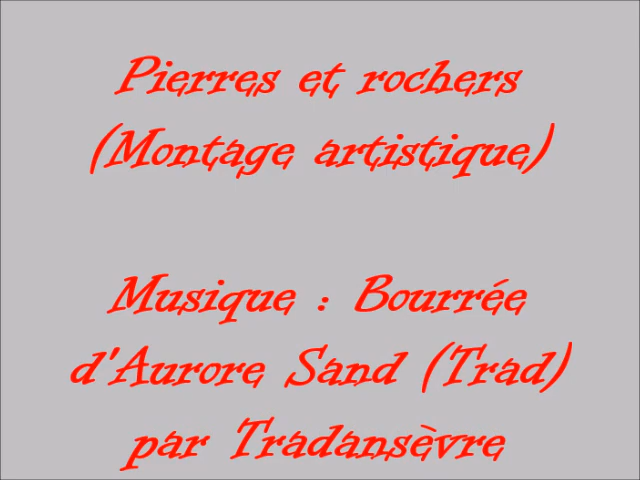 Pierres et rochers
(Montage artistique)
Musique : Bourrée
d'Aurore Sand (Trad)
par Tradansèvre